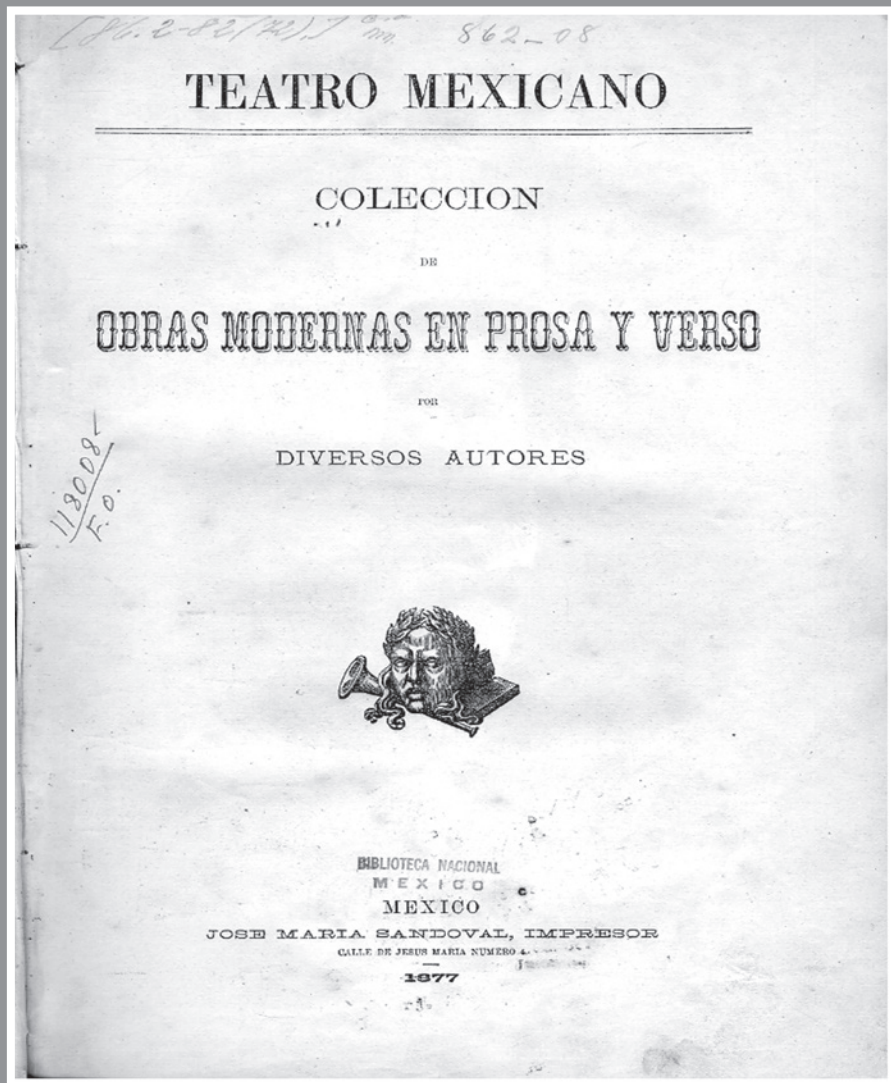 862-08
TEATRO MEXICANO
COLECCION
DE
OBRAS MODERNAS EN PROSA Y VERSO
POR
DIVERSOS AUTORES
118008-
F.O.
BIBLIOTECA NACIONAL
MEXICO
MEXICO
JOSE MARIA SANDOVAL, IMPRESOR
CALLE DE JESUS MARIA NUMERO 4
1877